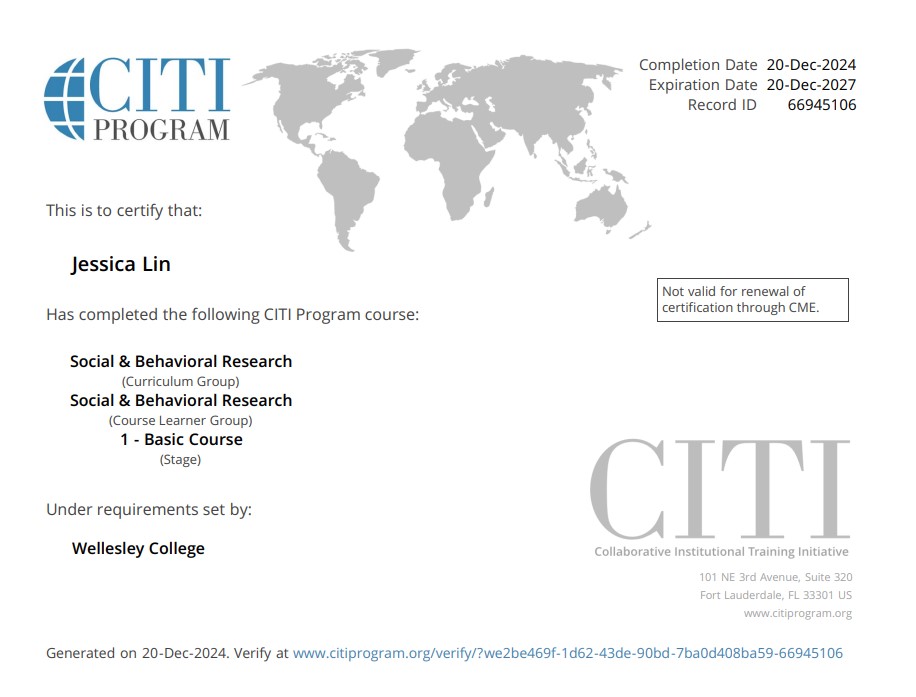 CITI
PROGRAM
Completion Date 20-Dec-2024
Expiration Date 20-Dec-2027
Record ID 66945106
This is to certify that:
Jessica Lin
Not valid for renewal of
certification through CME.
Has completed the following CITI Program course:
Social & Behavioral Research
(Curriculum Group)
Social & Behavioral Research
(Course Learner Group)
1 - Basic Course
(Stage)
Under requirements set by:
Wellesley College
CITI
Collaborative Institutional Training Initiative
101 NE 3rd Avenue, Suite 320
Fort Lauderdale, FL 33301 US
www.citiprogram.org
Generated on 20-Dec-2024. Verify at www.citiprogram.org/verify/?we2be469f-1d62-43de-90bd-7ba0d408ba59-66945106